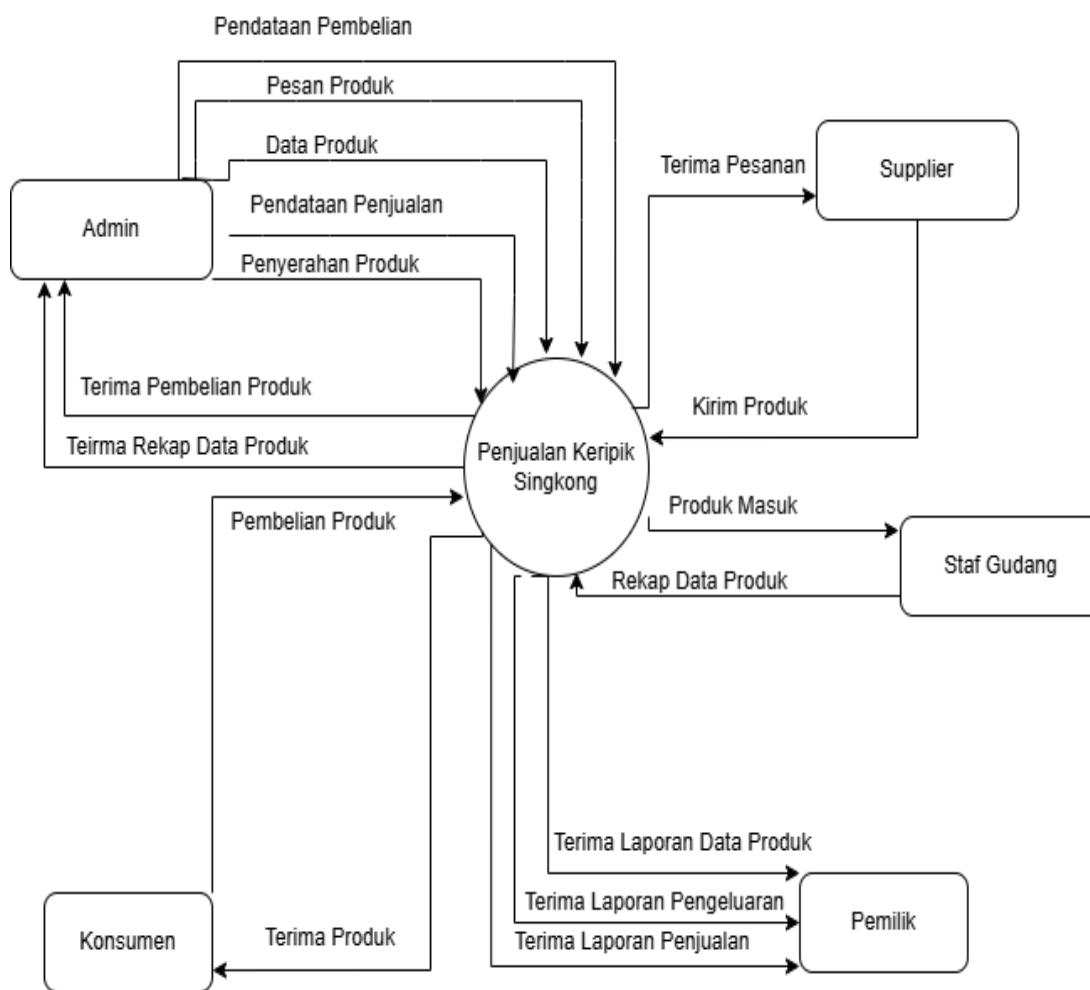 Pendataan Pembelian
Pesan Produk
Data Produk
Terima Pesanan
Supplier
Admin
Pendataan Penjualan
Penyerahan Produk
Terima Pembelian Produk
Kirim Produk
Teirma Rekap Data Produk
Penjualan Keripik
Singkong
Pembelian Produk
Produk Masuk
Staf Gudang
Rekap Data Produk
Terima Laporan Data Produk
Terima Laporan Pengeluaran
Pemilik
Konsumen
Terima Produk
Terima Laporan Penjualan